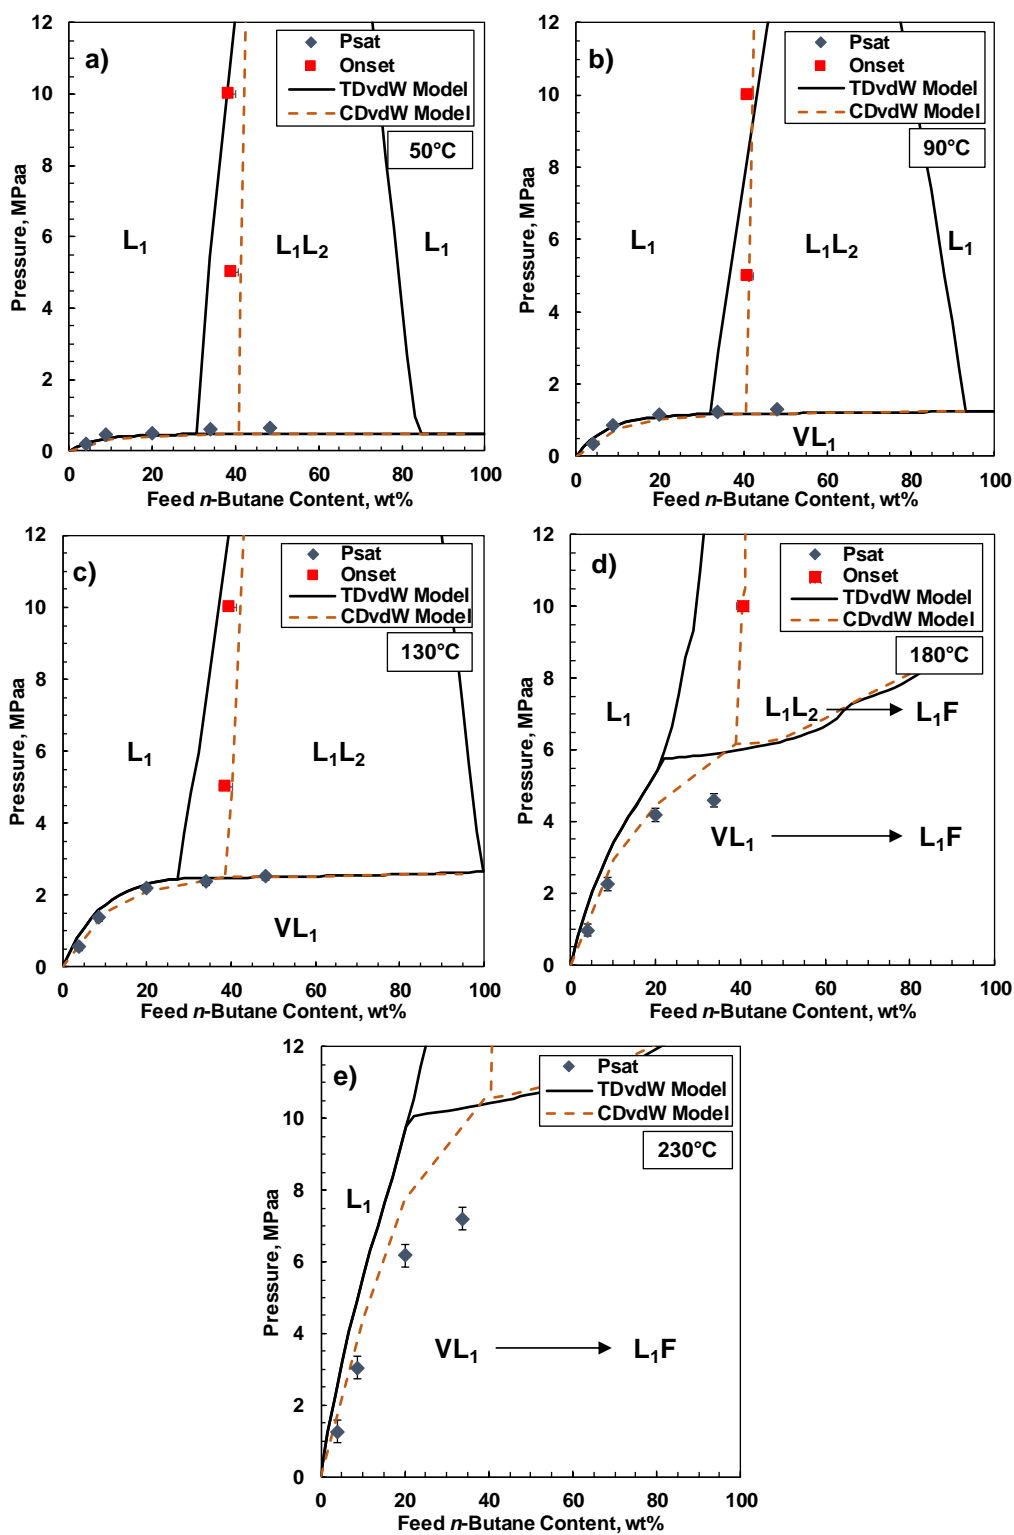 a)
Psat
Onset
TDvdW Model
CDvdW Model
50°C
L1
L1L2
L1
Pressure, MPaa
12
10
8
6
4
2
0
0 20 40 60 80 100
Feed n-Butane Content, wt%
b)
Psat
Onset
TDvdW Model
CDvdW Model
90°C
L1
L1L2
L1
VL1
Pressure, MPaa
12
10
8
6
4
2
0
0 20 40 60 80 100
Feed n-Butane Content, wt%
c)
Psat
Onset
TDvdW Model
CDvdW Model
130°C
L1
L1L2
VL1
Pressure, MPaa
12
10
8
6
4
2
0
0 20 40 60 80 100
Feed n-Butane Content, wt%
d)
Psat
Onset
TDvdW Model
CDvdW Model
180°C
L1
L1L2 L1F
VL1 L1F
Pressure, MPaa
12
10
8
6
4
2
0
0 20 40 60 80 100
Feed n-Butane Content, wt%
e)
Psat
TDvdW Model
CDvdW Model
230°C
L1
VL1 L1F
Pressure, MPaa
12
10
8
6
4
2
0
0 20 40 60 80 100
Feed n-Butane Content, wt%